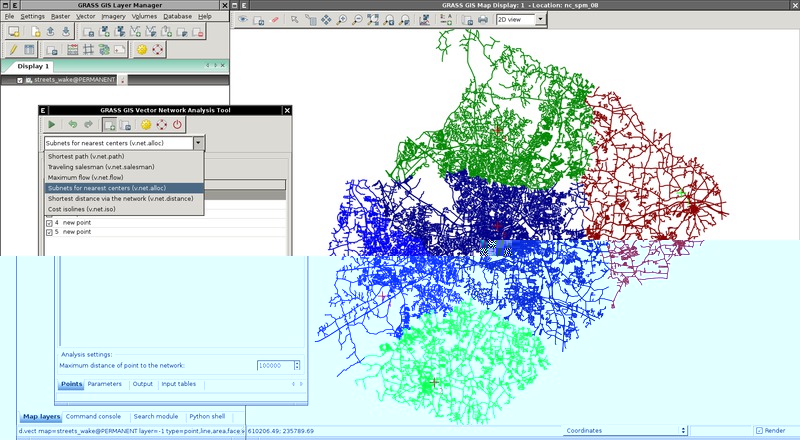 GRASS GIS Layer Manager
Settings Raster Vector Imagery Volumes Database Help
Display 1
streets_wake@PERMANENT
GRASS GIS Map Display: 1 - Location: nc_spm_08
2D view
GRASS GIS Vector Network Analysis Tool
Subnets for nearest centers (v.net.alloc)
Shortest path (v.net.path)
Traveling salesman (v.net.salesman)
Maximum flow (v.net.flow)
Subnets for nearest centers (v.net.alloc)
Shortest distance via the network (v.net.distance)
Cost isolines (v.net.iso)
4 new point
5 new point
Analysis settings:
Maximum distance of point to the network:
100000
Points Parameters Output Input tables
Map layers Command console Search module Python shell
d.vect map=streets_wake@PERMANENT layer=-1 type=point,line,area,face
610206.49; 235789.69
Coordinates
Render